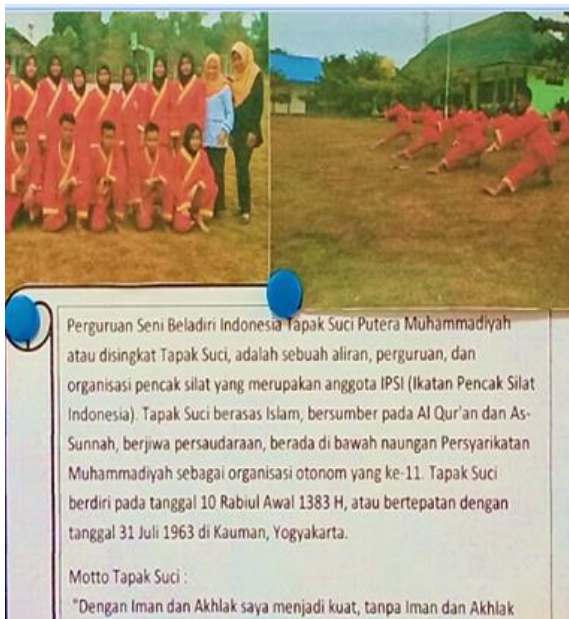 Perguruan Seni Beladiri Indonesia Tapak Suci Putera Muhammadiyah
atau disingkat Tapak Suci, adalah sebuah aliran, perguruan, dan
organisasi pencak silat yang merupakan anggota IPSI (Ikatan Pencak Silat
Indonesia). Tapak Suci berasas Islam, bersumber pada Al Qur'an dan As-
Sunnah, berjiwa persaudaraan, berada di bawah naungan Persyarikatan
Muhammadiyah sebagai organisasi otonom yang ke-11. Tapak Suci
berdiri pada tanggal 10 Rabiul Awal 1383 H, atau bertepatan dengan
tanggal 31 Juli 1963 di Kauman, Yogyakarta.
Motto Tapak Suci :
"Dengan Iman dan Akhlak saya menjadi kuat, tanpa Iman dan Akhlak